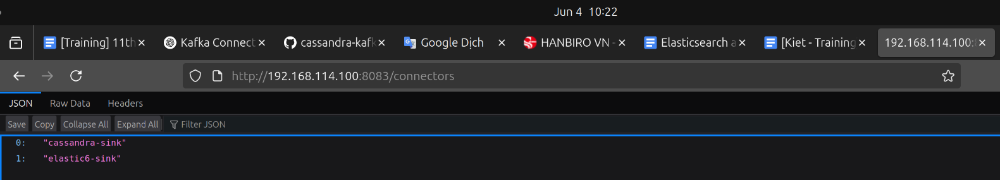 Jun 4 10:22
[Training] 11th
Kafka Connect
cassandra-kafk
Google Dịch
HANBIRO VN -
Elasticsearch a
[Kiet - Training
192.168.114.100:8
http://192.168.114.100:8083/connectors
JSON Raw Data Headers
Save Copy Collapse All Expand All Filter JSON
0: "cassandra-sink"
1: "elastic6-sink"